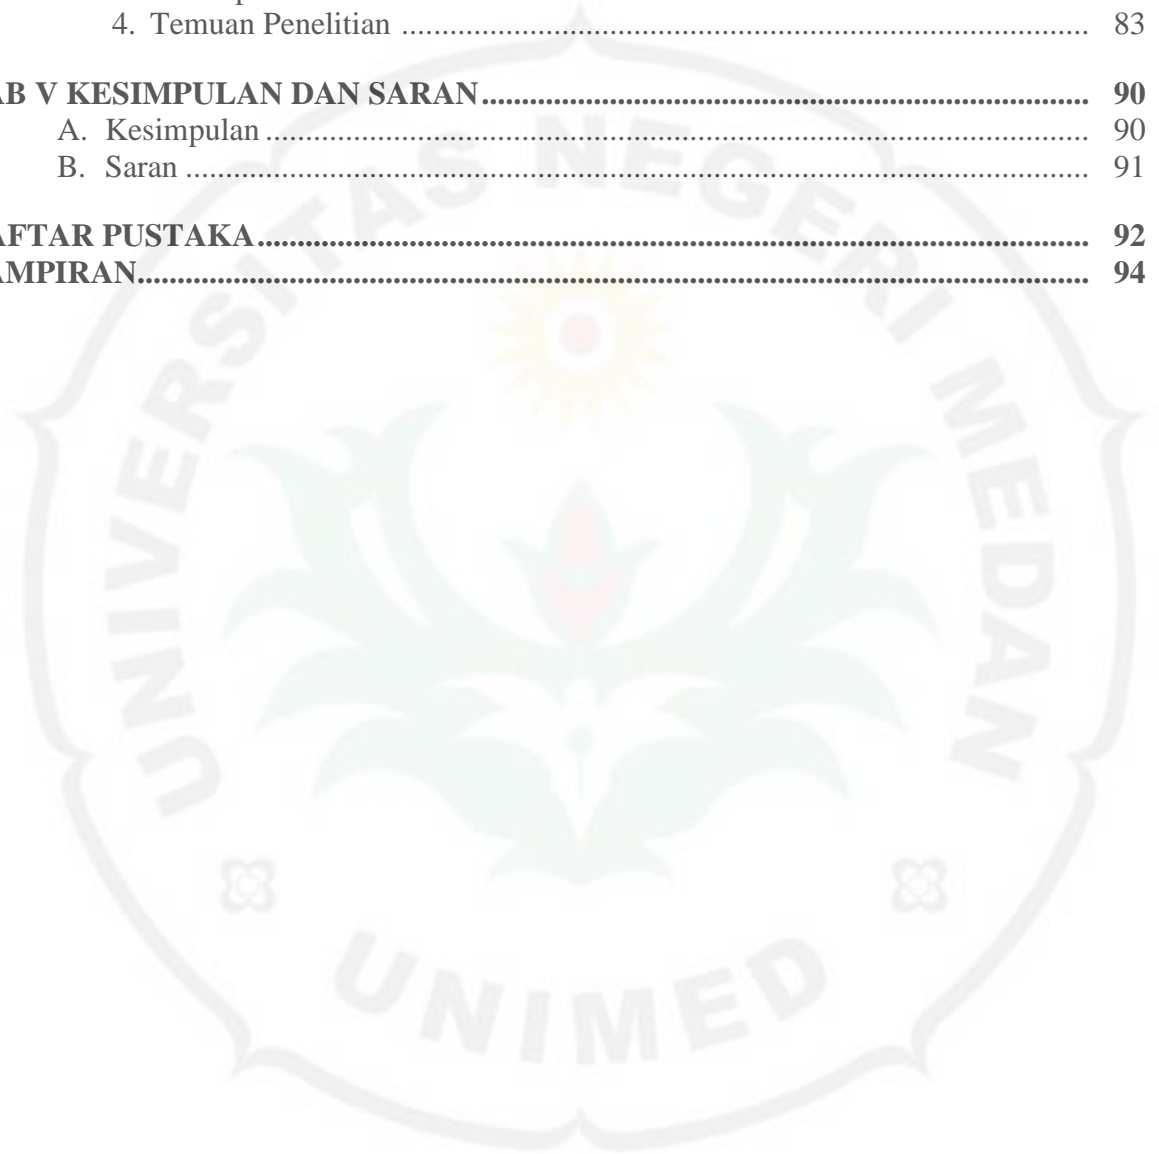 4. Temuan Penelitian ........................................................................... 83
AB V KESIMPULAN DAN SARAN ............................................................................ 90
A. Kesimpulan ........................................................................................... 90
B. Saran ..................................................................................................... 91
AFTAR PUSTAKA ........................................................................................................ 92
AMPIRAN ....................................................................................................................... 94
UNIVERSITAS NEGERI MEDAN
UNIMED